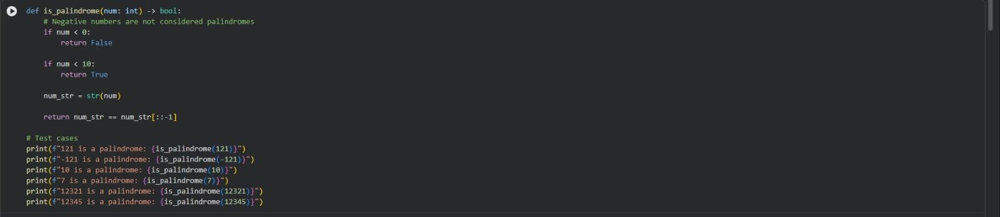 def is_palindrome(num: int) -> bool:
    # Negative numbers are not considered palindromes
    if num < 0:
        return False

    if num < 10:
        return True

    num_str = str(num)

    return num_str == num_str[::-1]

# Test cases
print(f"121 is a palindrome: {is_palindrome(121)}")
print(f"-121 is a palindrome: {is_palindrome(-121)}")
print(f"10 is a palindrome: {is_palindrome(10)}")
print(f"7 is a palindrome: {is_palindrome(7)}")
print(f"12321 is a palindrome: {is_palindrome(12321)}")
print(f"12345 is a palindrome: {is_palindrome(12345)}")